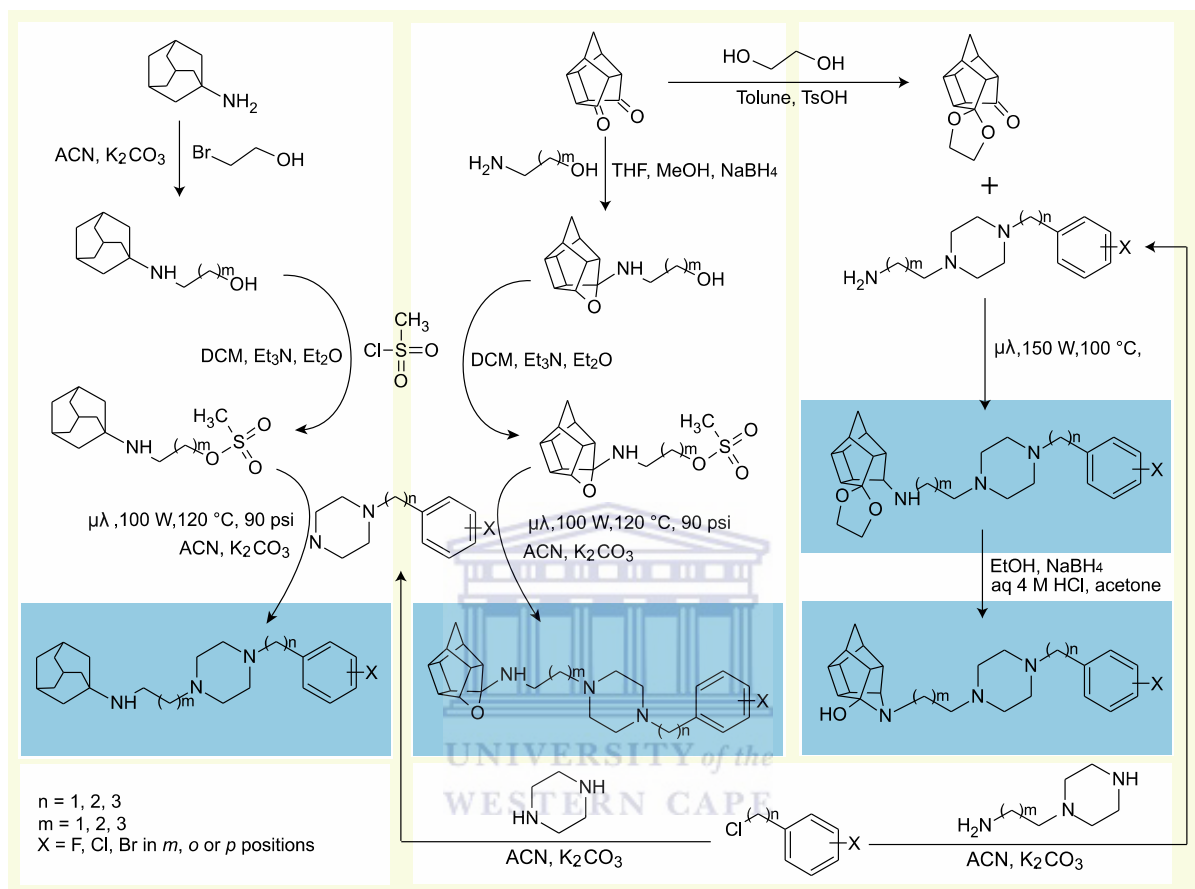 NH2
ACN, K2CO3
Br
OH
NH
( )m
OH
DCM, Et3N, Et2O
CH3
Cl
S
O
O
H3C
O
S
O
O
NH
( )m
µλ ,100 W,120 °C, 90 psi
ACN, K2CO3
N
N
( )n
X
NH
( )m
N
N
( )n
X
n = 1, 2, 3
m = 1, 2, 3
X = F, Cl, Br in m, o or p positions
O
O
H2N
( )m
OH
THF, MeOH, NaBH4
NH
( )m
OH
O
DCM, Et3N, Et2O
H3C
O
S
O
O
NH
( )m
O
µλ,100 W,120 °C, 90 psi
ACN, K2CO3
NH
( )m
N
N
( )n
X
O
UNIVERSITY of the
WESTERN CAPE
HO
OH
Tolune, TsOH
O
O
O
+
H2N
( )m
N
N
( )n
X
µλ,150 W,100 °C,
O
O
NH
( )m
N
N
( )n
X
EtOH, NaBH4
aq 4 M HCl, acetone
HO
N
( )m
N
N
( )n
X
NH
HN
ACN, K2CO3
Cl
( )n
X
H2N
( )m
N
NH
ACN, K2CO3